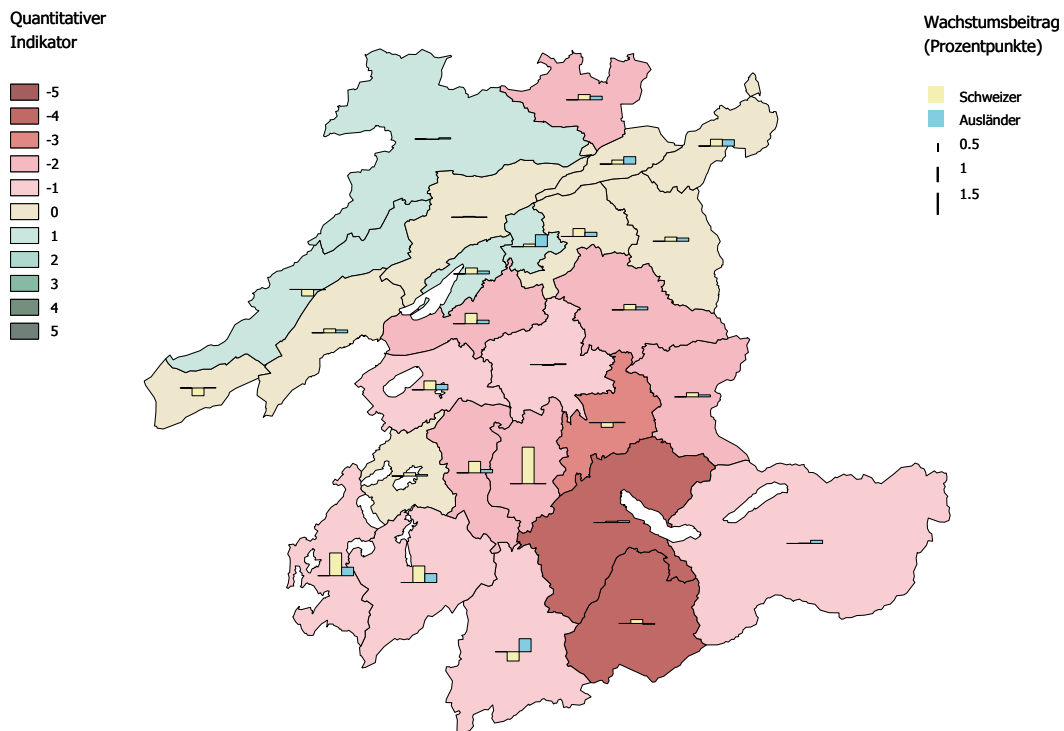 Quantitativer
Indikator
-5
-4
-3
-2
-1
0
1
2
3
4
5
Wachstumsbeitrag
(Prozentpunkte)
Schweizer
Ausländer
0.5
1
1.5